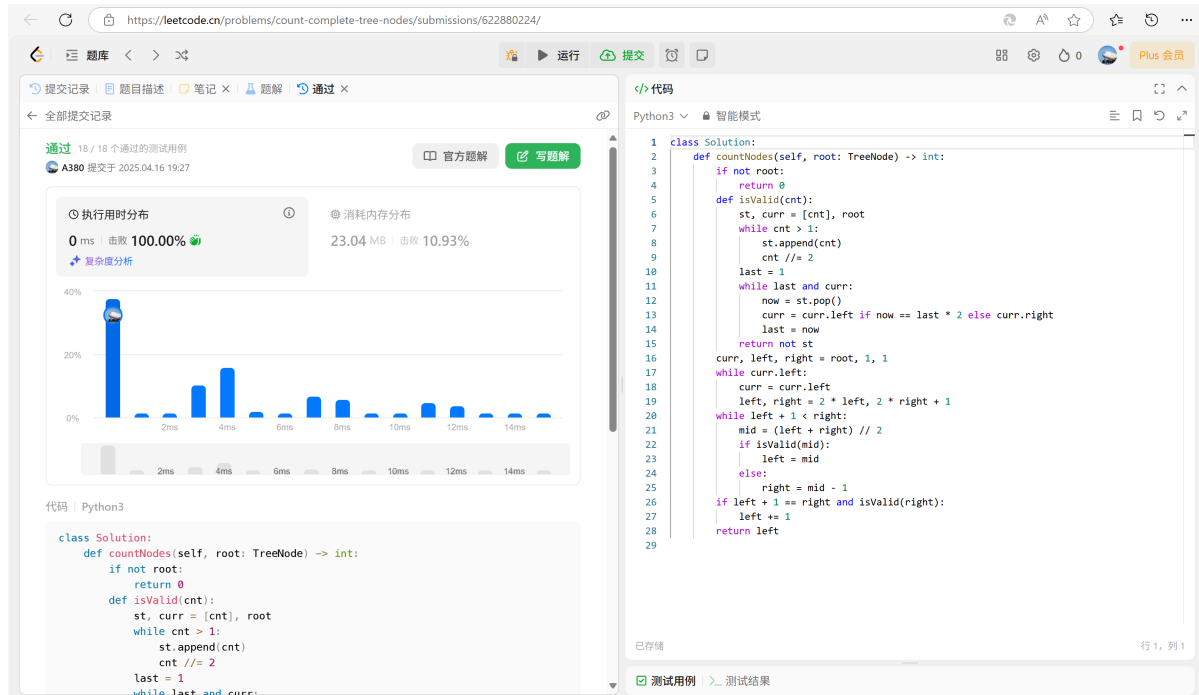 https://leetcode.cn/problems/count-complete-tree-nodes/submissions/622880224/
题库
运行
提交
0
Plus 会员
提交记录
题目描述
笔记
题解
通过
全部提交记录
通过 18 / 18 个通过的测试用例
A380 提交于 2025.04.16 19:27
官方题解
写题解
执行用时分布
0 ms 击败 100.00%
复杂度分析
消耗内存分布
23.04 MB 击败 10.93%
40%
20%
0%
2ms 4ms 6ms 8ms 10ms 12ms 14ms
2ms 4ms 6ms 8ms 10ms 12ms 14ms
代码 Python3
class Solution:
def countNodes(self, root: TreeNode) -> int:
if not root:
return 0
def isValid(cnt):
st, curr = [cnt], root
while cnt > 1:
st.append(cnt)
cnt //= 2
last = 1
while last and curr:
</>代码
Python3 智能模式
1 class Solution:
2 def countNodes(self, root: TreeNode) -> int:
3 if not root:
4 return 0
5 def isValid(cnt):
6 st, curr = [cnt], root
7 while cnt > 1:
8 st.append(cnt)
9 cnt //= 2
10 last = 1
11 while last and curr:
12 now = st.pop()
13 curr = curr.left if now == last * 2 else curr.right
14 last = now
15 return not st
16 curr, left, right = root, 1, 1
17 while curr.left:
18 curr = curr.left
19 left, right = 2 * left, 2 * right + 1
20 while left + 1 < right:
21 mid = (left + right) // 2
22 if isValid(mid):
23 left = mid
24 else:
25 right = mid - 1
26 if left + 1 == right and isValid(right):
27 left += 1
28 return left
29
已存储
行 1，列 1
测试用例
测试结果